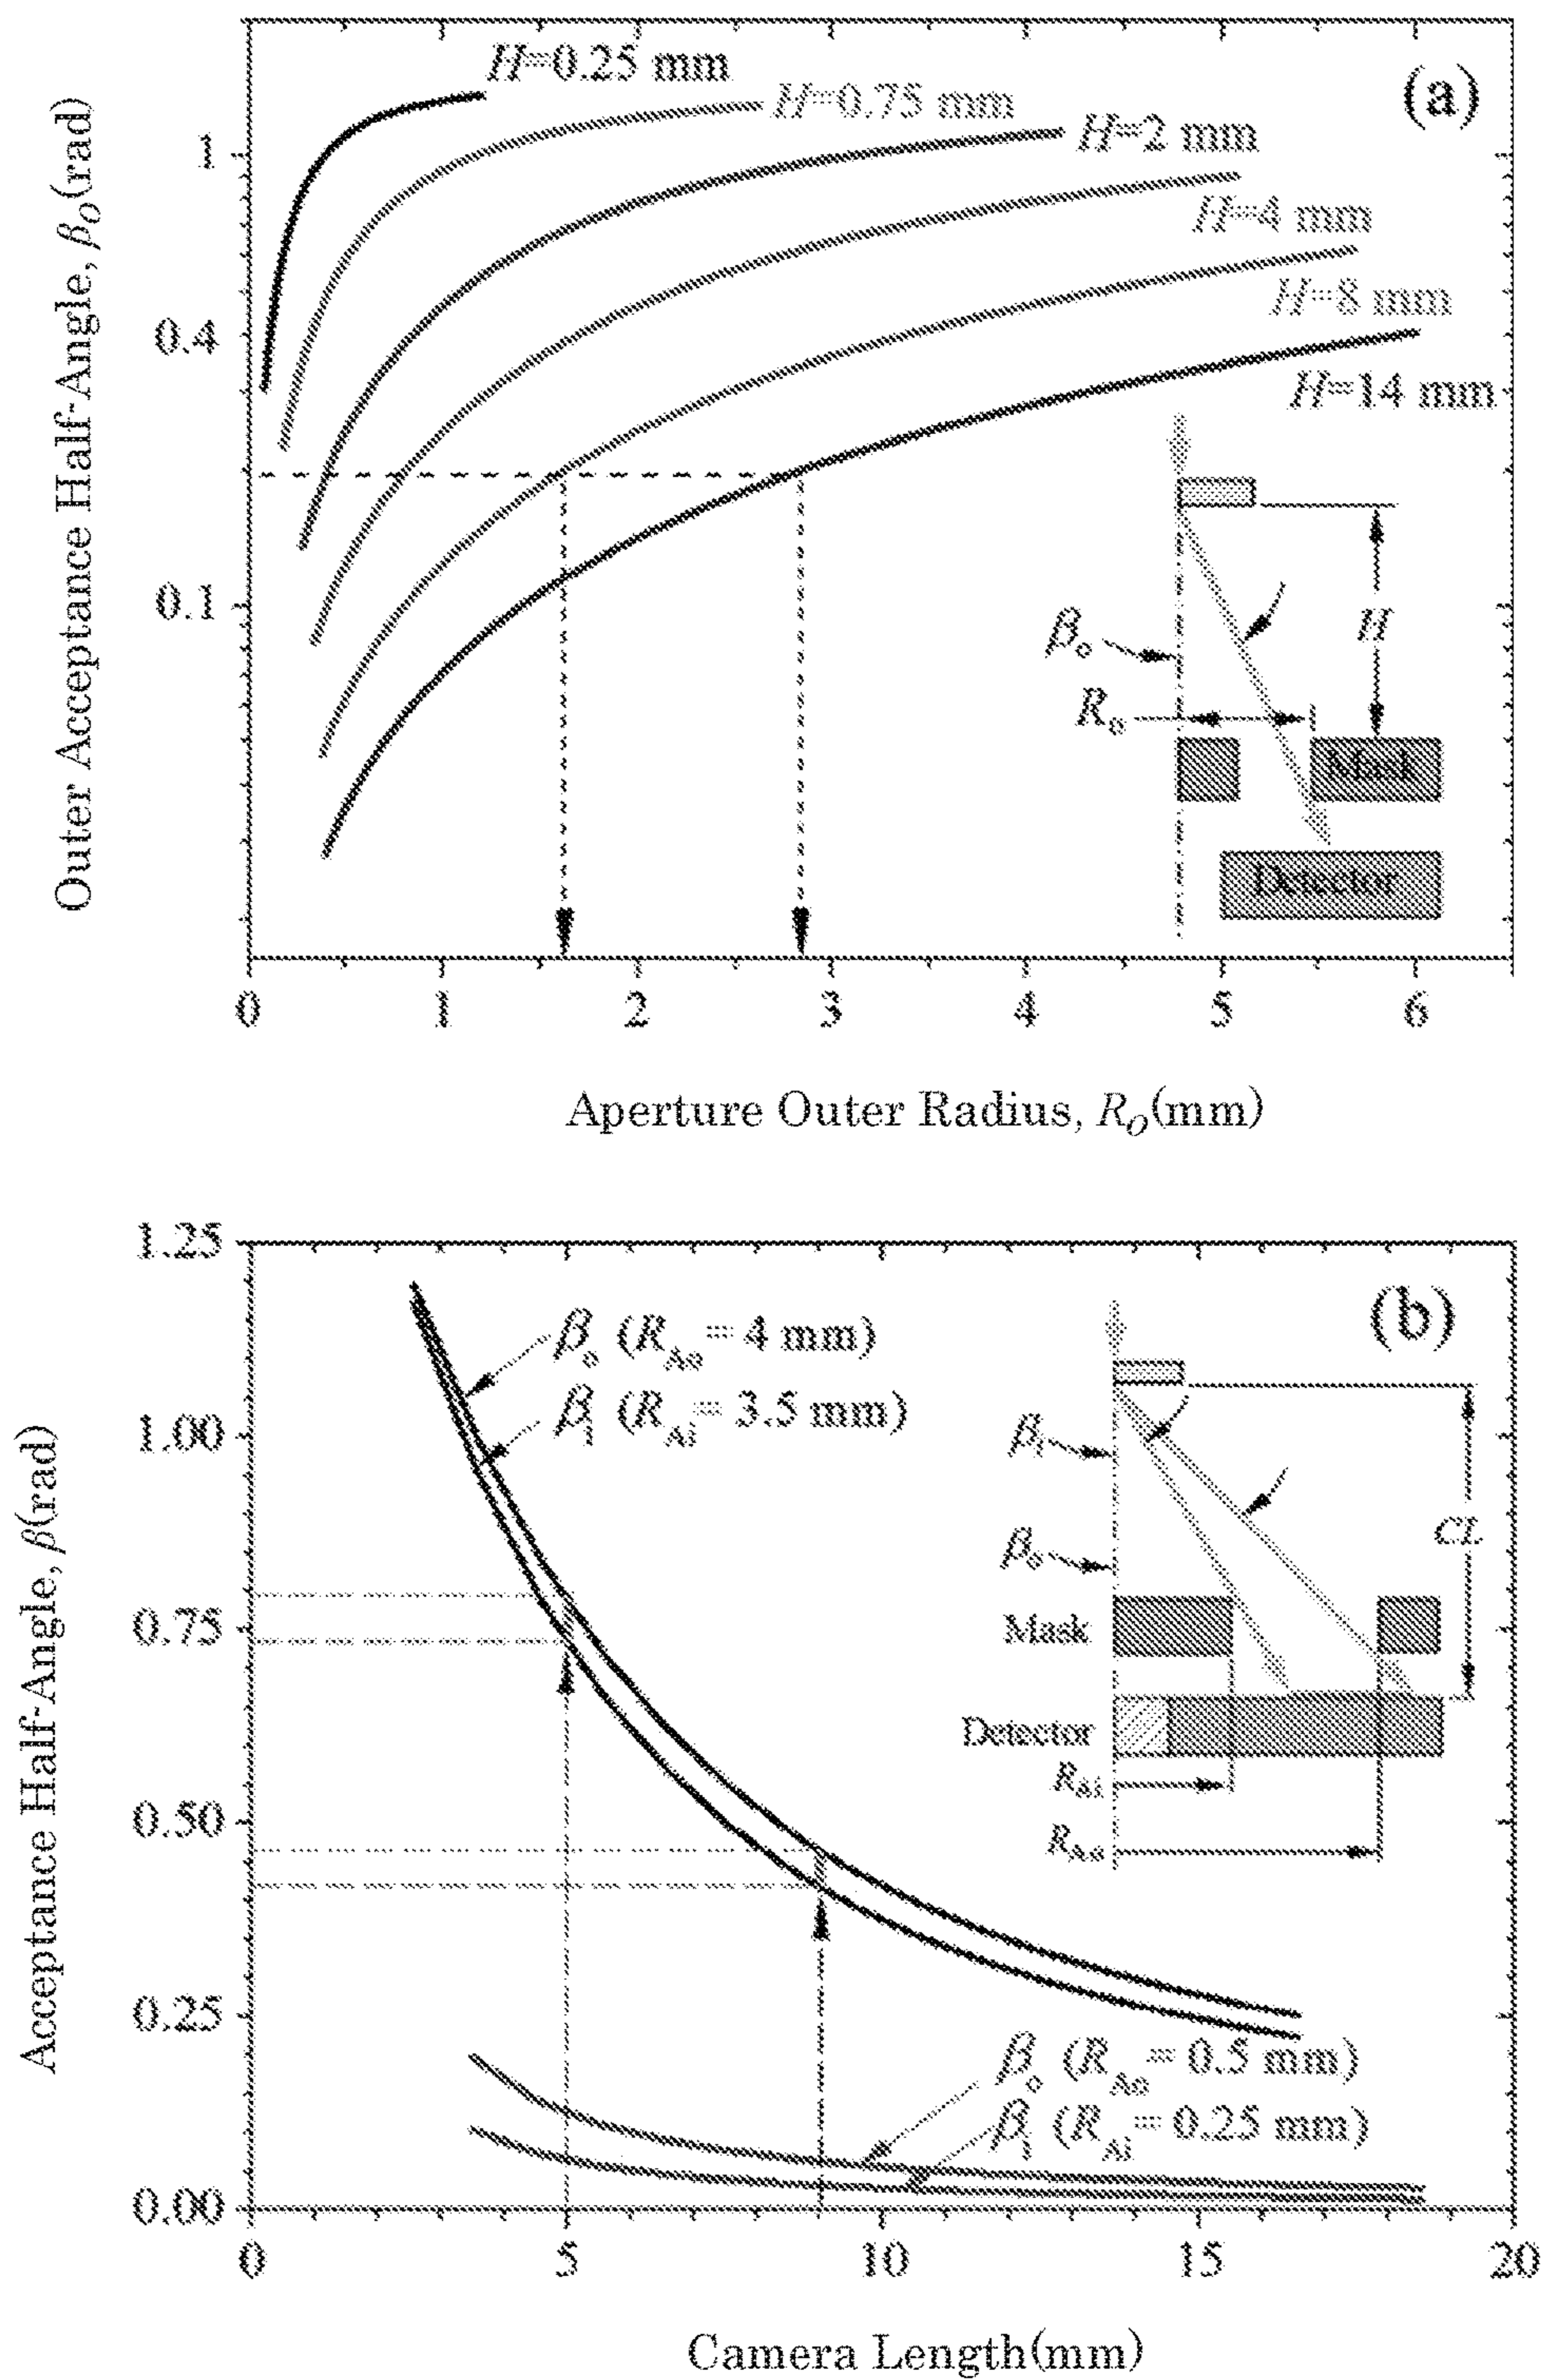 (a)
H=0.25 mm
H=0.75 mm
H=2 mm
H=4 mm
H=8 mm
H=14 mm
Outer Acceptance Half-Angle, βO(rad)
1
0.4
0.1
βo
H
Ro
Mask
Detector
0 1 2 3 4 5 6
Aperture Outer Radius, RO(mm)
(b)
βo (RAo= 4 mm)
βi (RAi= 3.5 mm)
Acceptance Half-Angle, β(rad)
1.25
1.00
0.75
0.50
0.25
0.00
βi
βo
CL
Mask
Detector
RAi
RAo
βo (RAo= 0.5 mm)
βi (RAi= 0.25 mm)
0 5 10 15 20
Camera Length(mm)